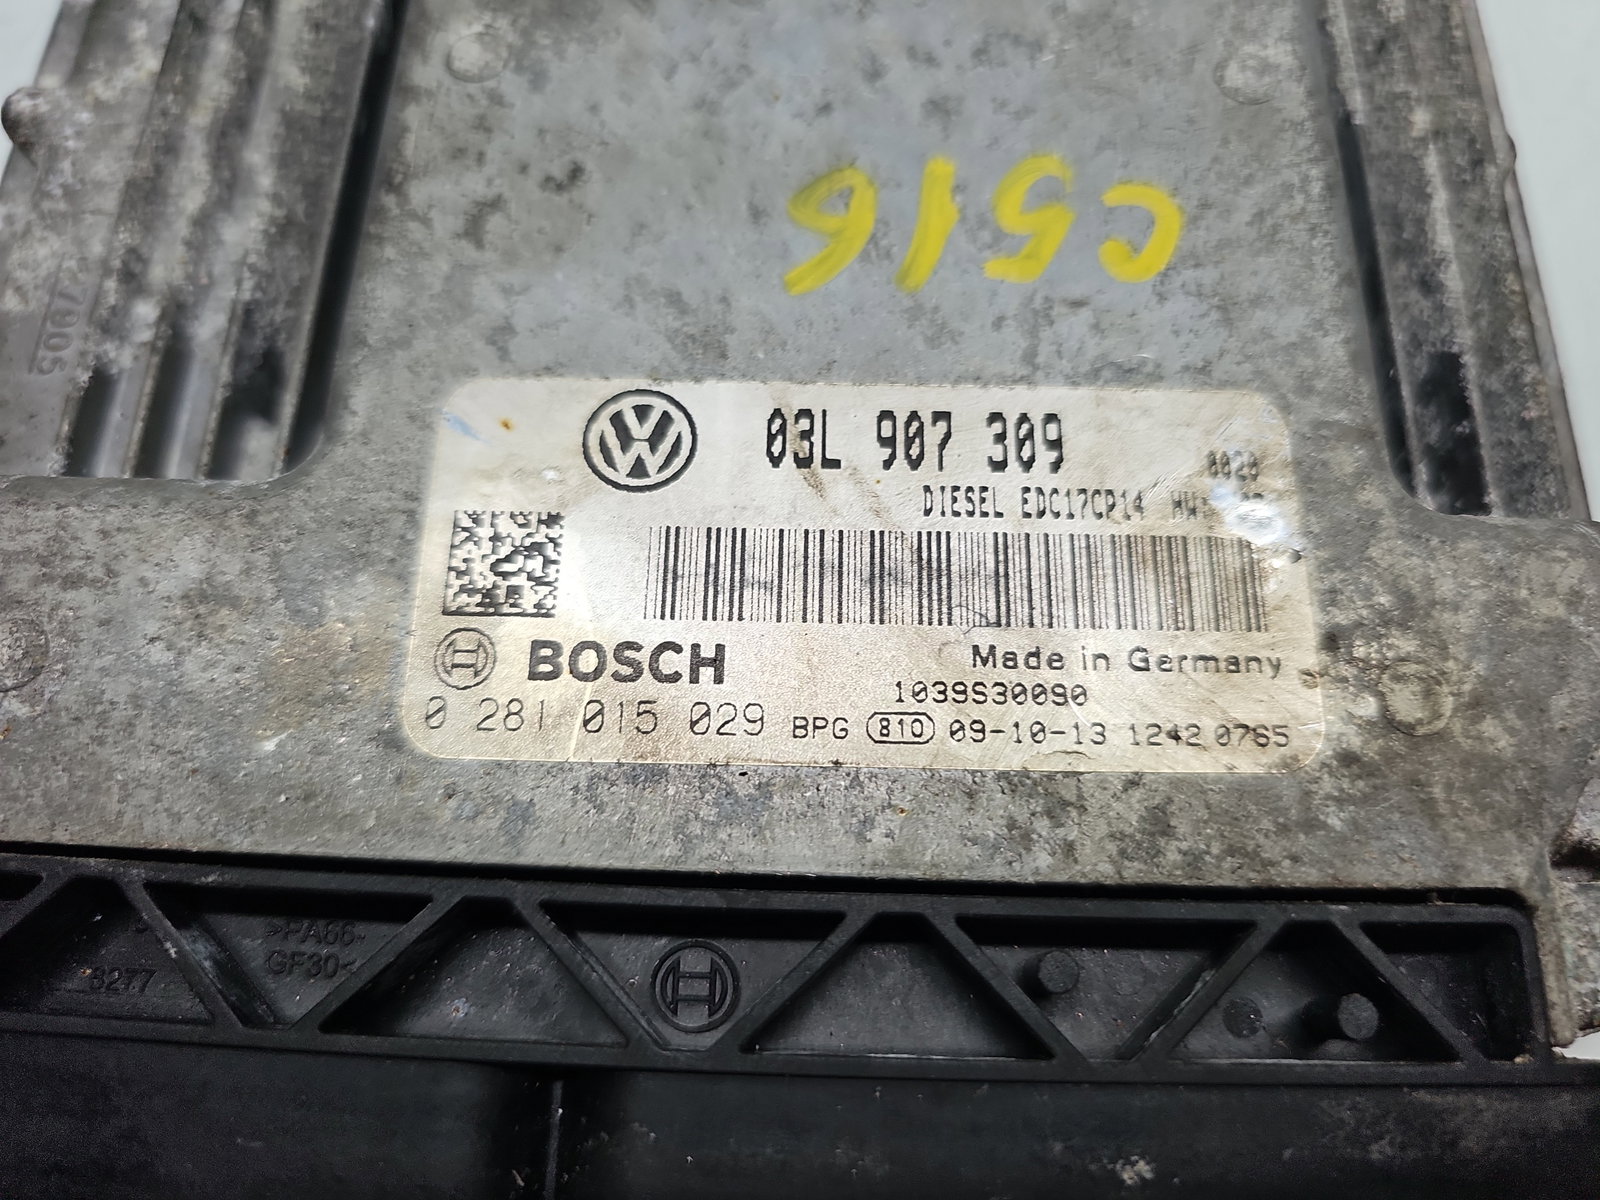 C516
03L 907 309
0020
DIESEL EDC17CP14
BOSCH
Made in Germany
1039S30090
0 281 015 029 BPG 810 09-10-13 1242 0765
>PA66-
GF30<